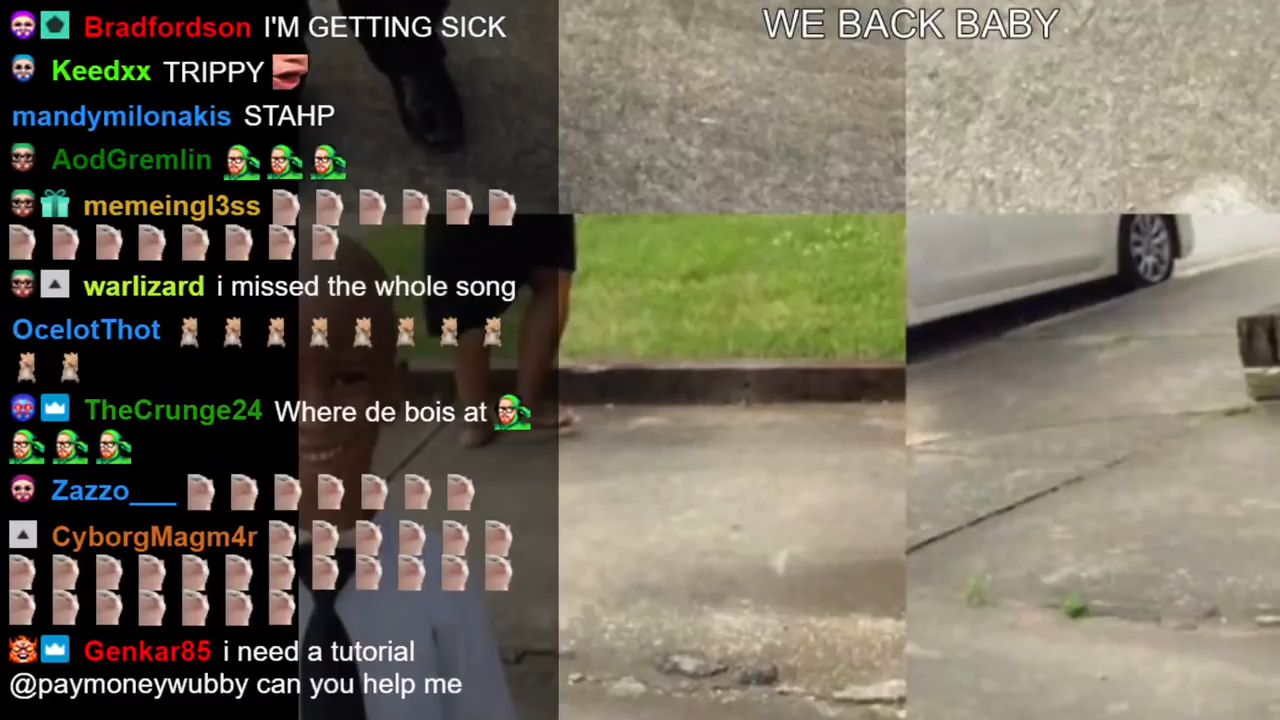 Bradfordson I'M GETTING SICK
WE BACK BABY
Keedxx TRIPPY
mandymilonakis STAHP
AodGremlin
memeingl3ss
warlizard i missed the whole song
OcelotThot
TheCrunge24 Where de bois at
Zazzo___
CyborgMagm4r
Genkar85 i need a tutorial
@paymoneywubby can you help me